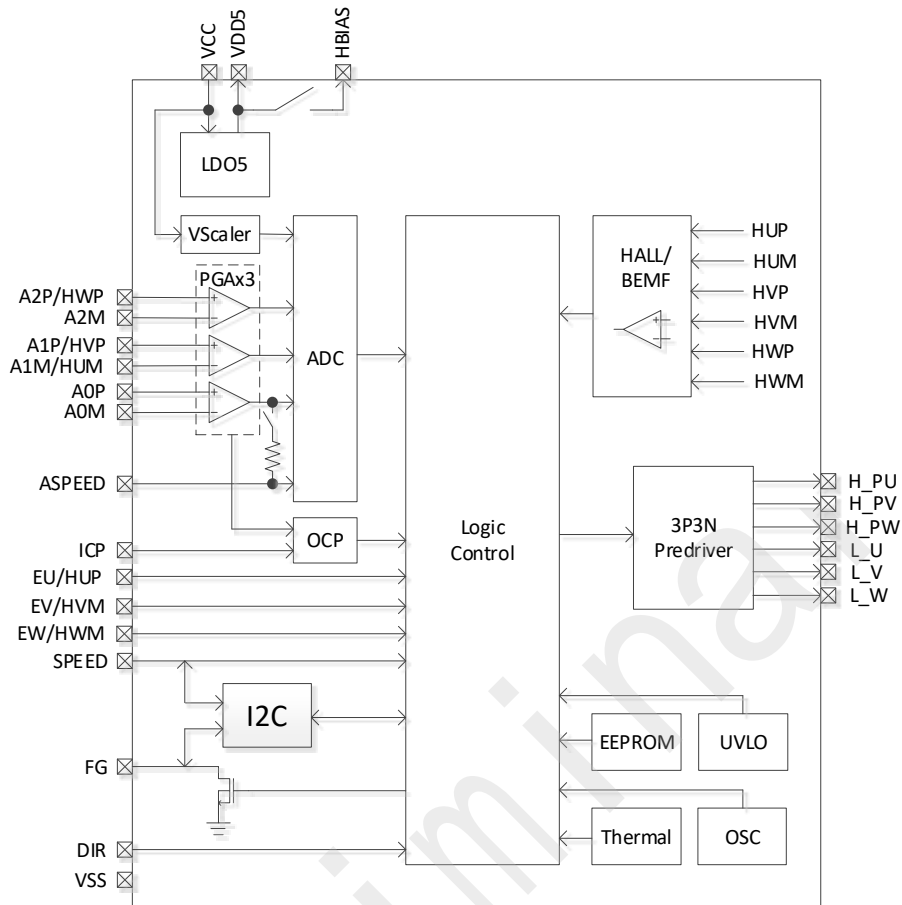 VCC
VDD5
HBIAS
LDO5
VScaler
PGAx3
ADC
A2P/HWP
A2M
A1P/HVP
A1M/HUM
A0P
A0M
ASPEED
ICP
OCP
EU/HUP
EV/HVM
EW/HWM
SPEED
I2C
FG
DIR
VSS
Logic
Control
HALL/
BEMF
HUP
HUM
HVP
HVM
HWP
HWM
3P3N
Predriver
H_PU
H_PV
H_PW
L_U
L_V
L_W
EEPROM
UVLO
Thermal
OSC